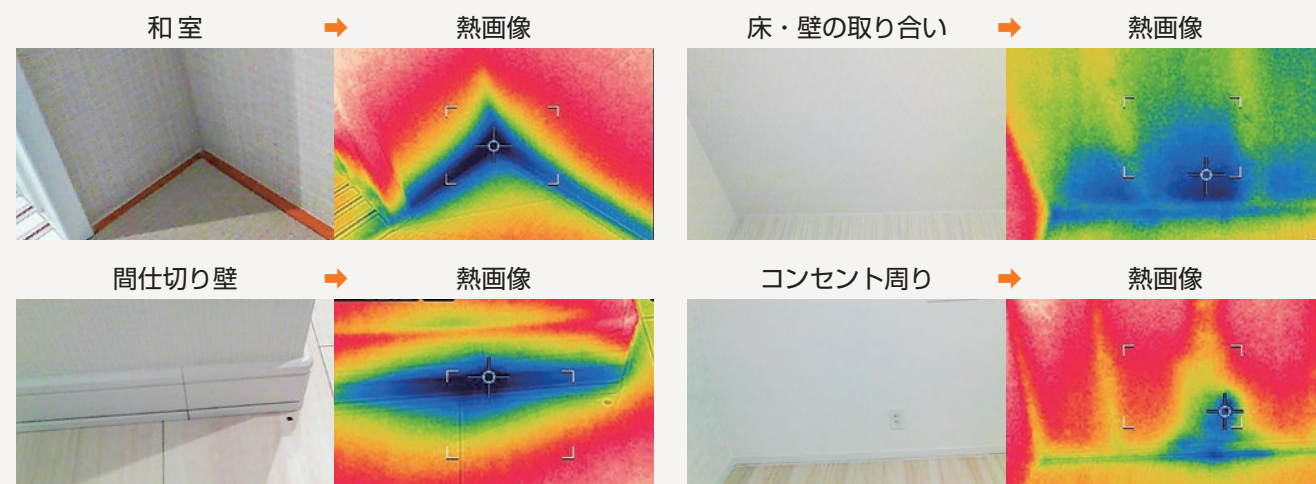 和室 ➡ 熱画像
床・壁の取り合い ➡ 熱画像
間仕切り壁 ➡ 熱画像
コンセント周り ➡ 熱画像